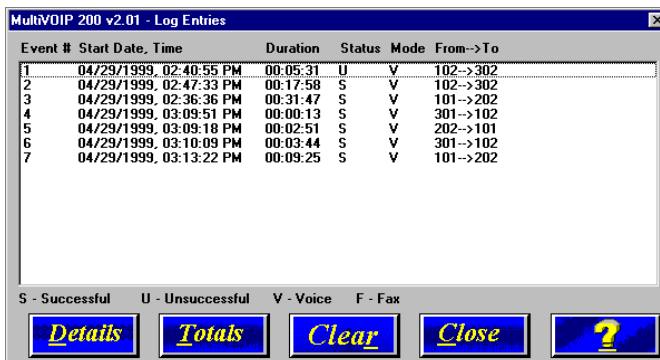 MultiVOIP 200 v2.01 - Log Entries
Event # Start Date, Time Duration Status Mode From-->To
1 04/29/1999, 02:40:55 PM 00:05:31 U V 102-->302
2 04/29/1999, 02:47:33 PM 00:17:58 S V 102-->302
3 04/29/1999, 02:36:36 PM 00:31:47 S V 101-->202
4 04/29/1999, 03:09:51 PM 00:00:13 S V 301-->102
5 04/29/1999, 03:09:18 PM 00:02:51 S V 202-->101
6 04/29/1999, 03:10:09 PM 00:03:44 S V 301-->102
7 04/29/1999, 03:13:22 PM 00:09:25 S V 101-->202
S - Successful U - Unsuccessful V - Voice F - Fax
Details Totals Clear Close ?